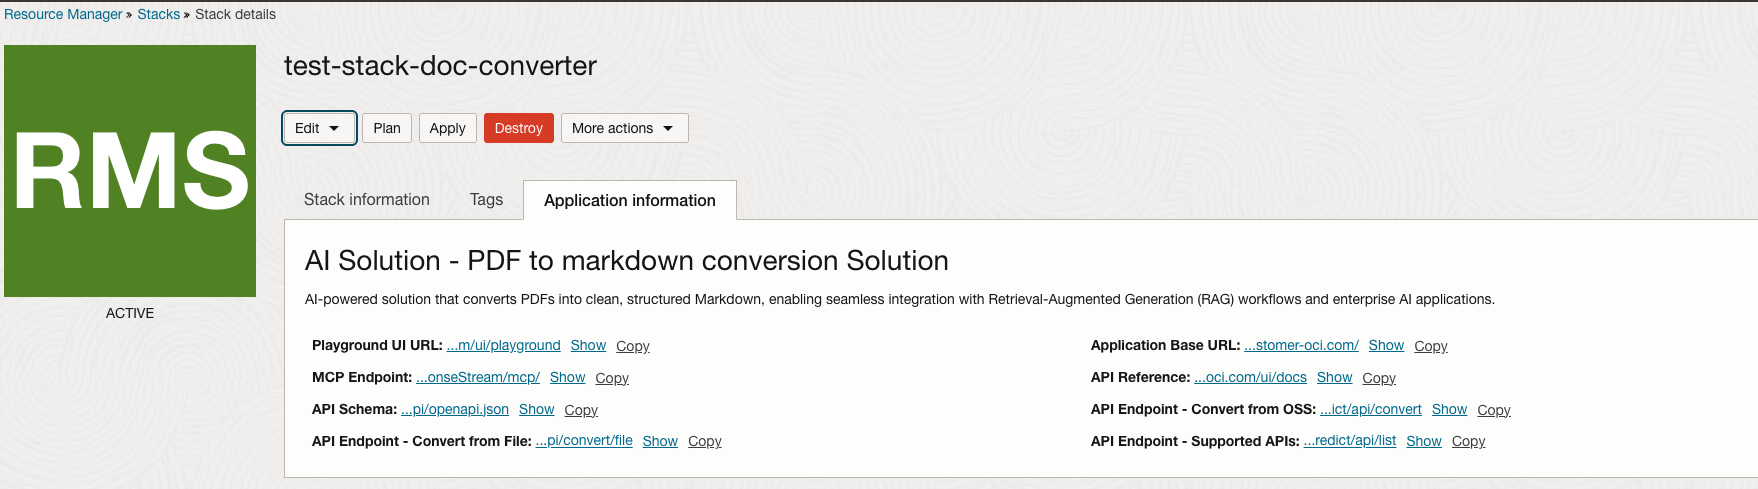 Resource Manager » Stacks » Stack details
RMS
ACTIVE
test-stack-doc-converter
Edit Plan Apply Destroy More actions
Stack information Tags Application information
AI Solution - PDF to markdown conversion Solution
AI-powered solution that converts PDFs into clean, structured Markdown, enabling seamless integration with Retrieval-Augmented Generation (RAG) workflows and enterprise AI applications.
Playground UI URL: ...m/ui/playground Show Copy
Application Base URL: ...stomer-oci.com/ Show Copy
MCP Endpoint: ...onseStream/mcp/ Show Copy
API Reference: ...oci.com/ui/docs Show Copy
API Schema: ...pi/openapi.json Show Copy
API Endpoint - Convert from OSS: ...ict/api/convert Show Copy
API Endpoint - Convert from File: ...pi/convert/file Show Copy
API Endpoint - Supported APIs: ...redict/api/list Show Copy